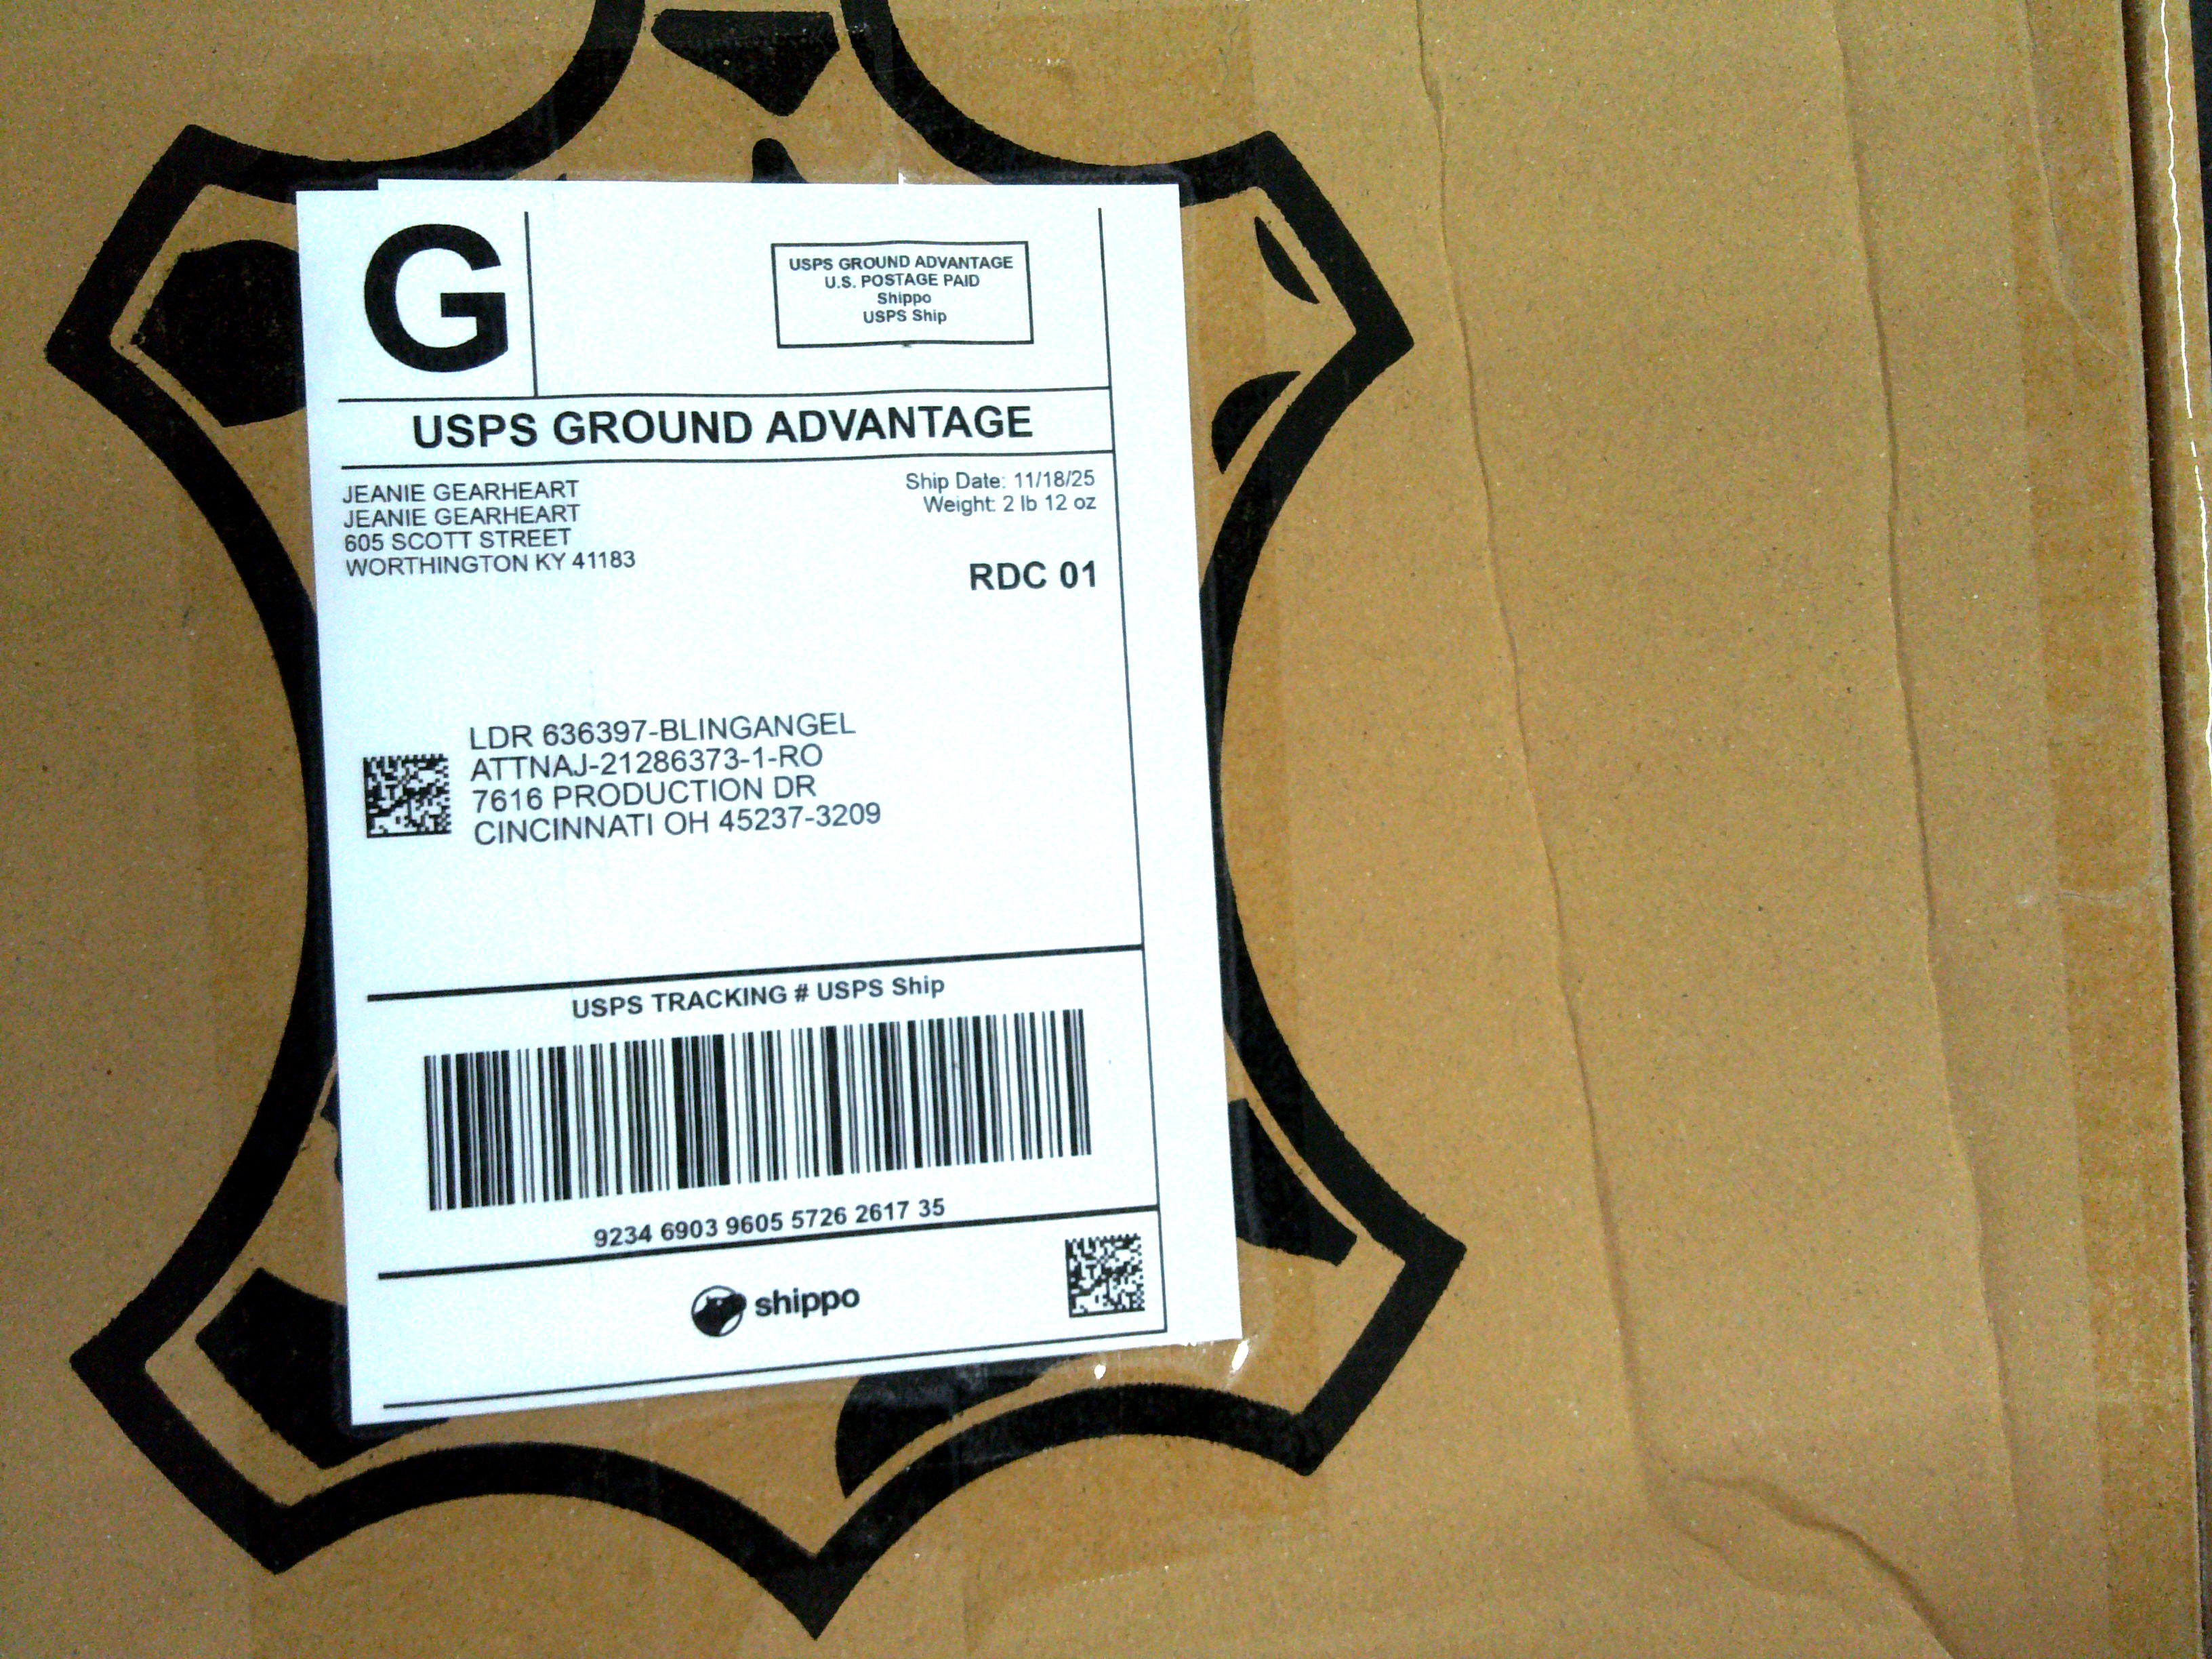 G
USPS GROUND ADVANTAGE
U.S. POSTAGE PAID
Shippo
USPS Ship
USPS GROUND ADVANTAGE
JEANIE GEARHEART
JEANIE GEARHEART
605 SCOTT STREET
WORTHINGTON KY 41183
Ship Date: 11/18/25
Weight: 2 lb 12 oz
RDC 01
LDR 636397-BLINGANGEL
ATTNAJ-21286373-1-RO
7616 PRODUCTION DR
CINCINNATI OH 45237-3209
USPS TRACKING # USPS Ship
9234 6903 9605 5726 2617 35
shippo